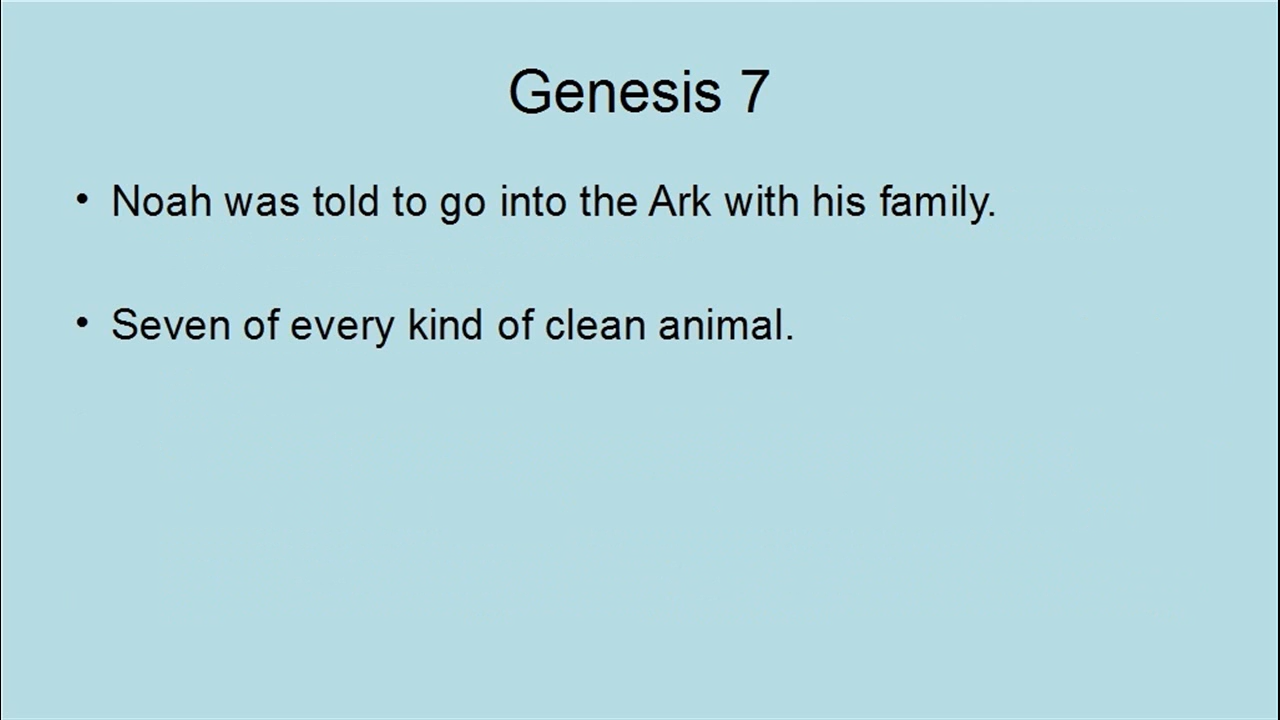 Genesis 7
• Noah was told to go into the Ark with his family.
• Seven of every kind of clean animal.